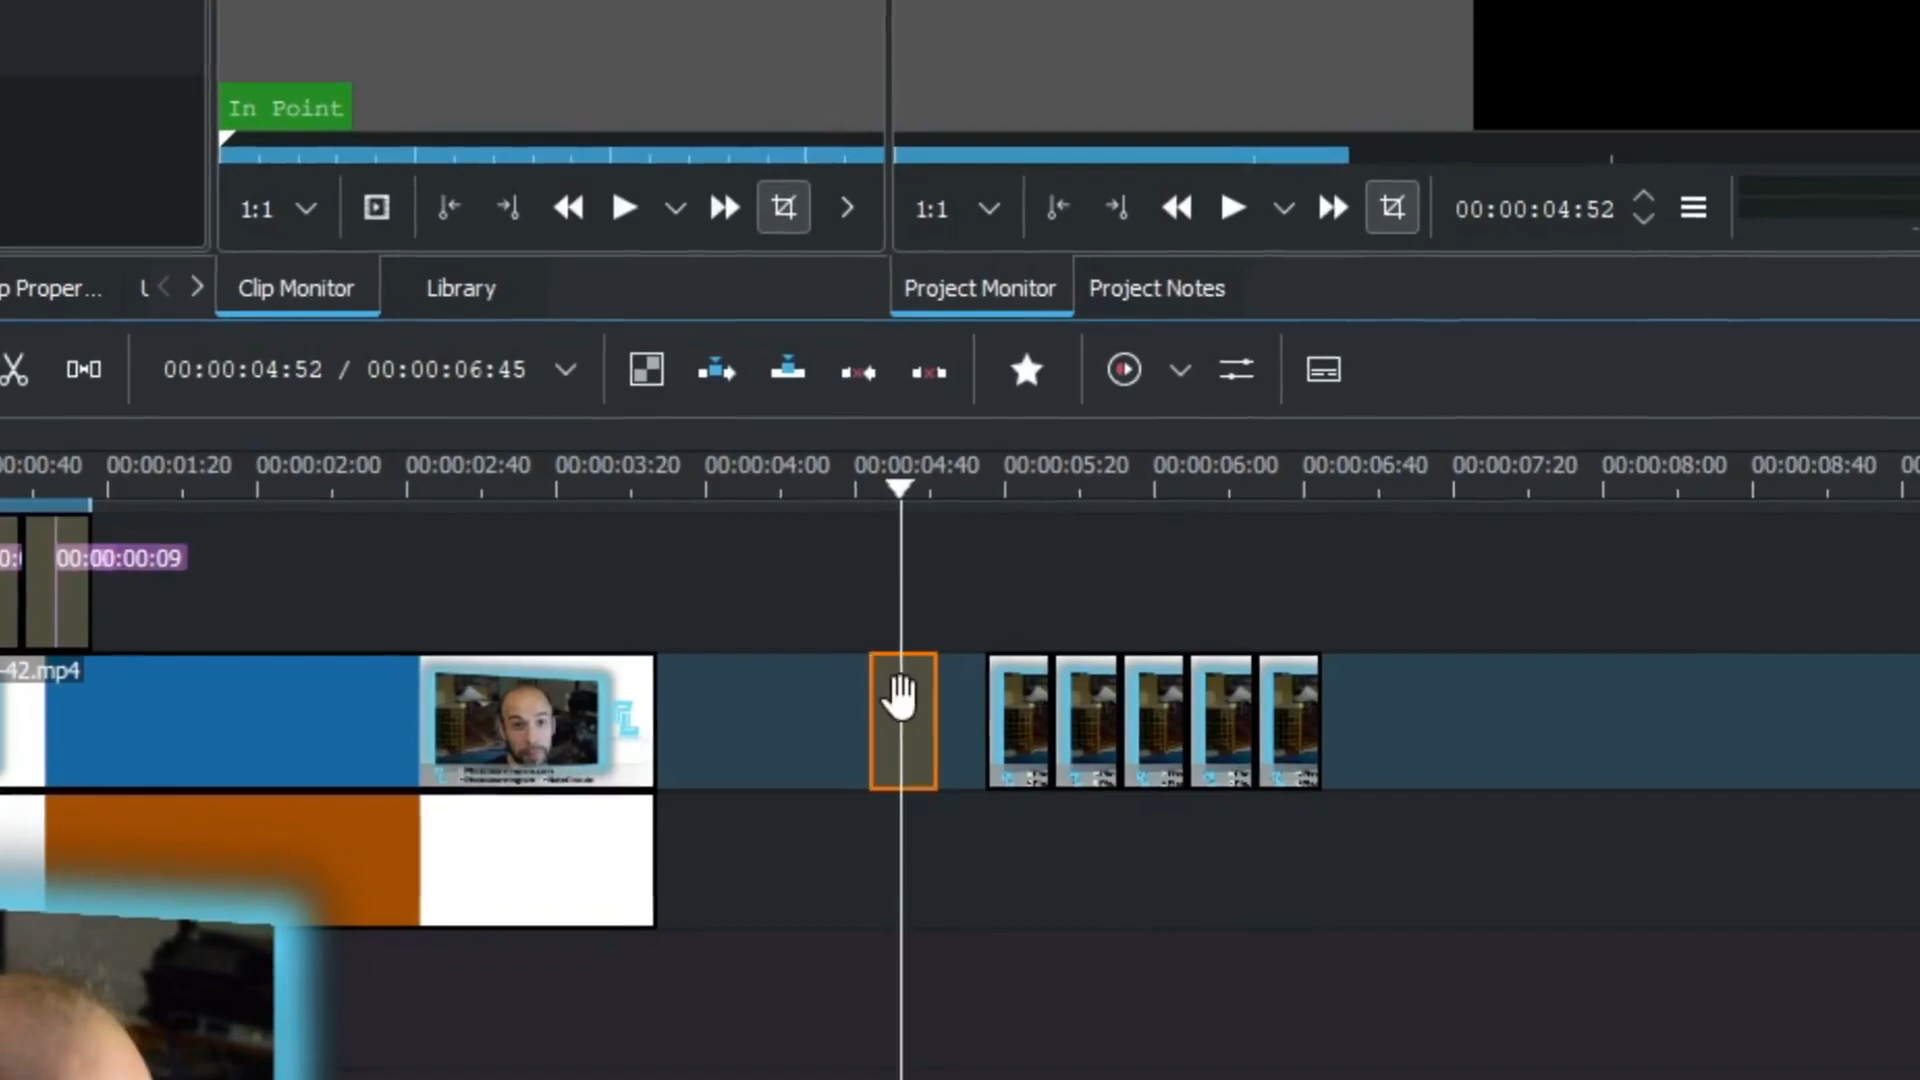 In Point
1:1
1:1
00:00:04:52
p Proper...
Clip Monitor
Library
Project Monitor
Project Notes
00:00:04:52 / 00:00:06:45
00:00:40
00:00:01:20
00:00:02:00
00:00:02:40
00:00:03:20
00:00:04:00
00:00:04:40
00:00:05:20
00:00:06:00
00:00:06:40
00:00:07:20
00:00:08:00
00:00:08:40
00:00:00:09
-42.mp4